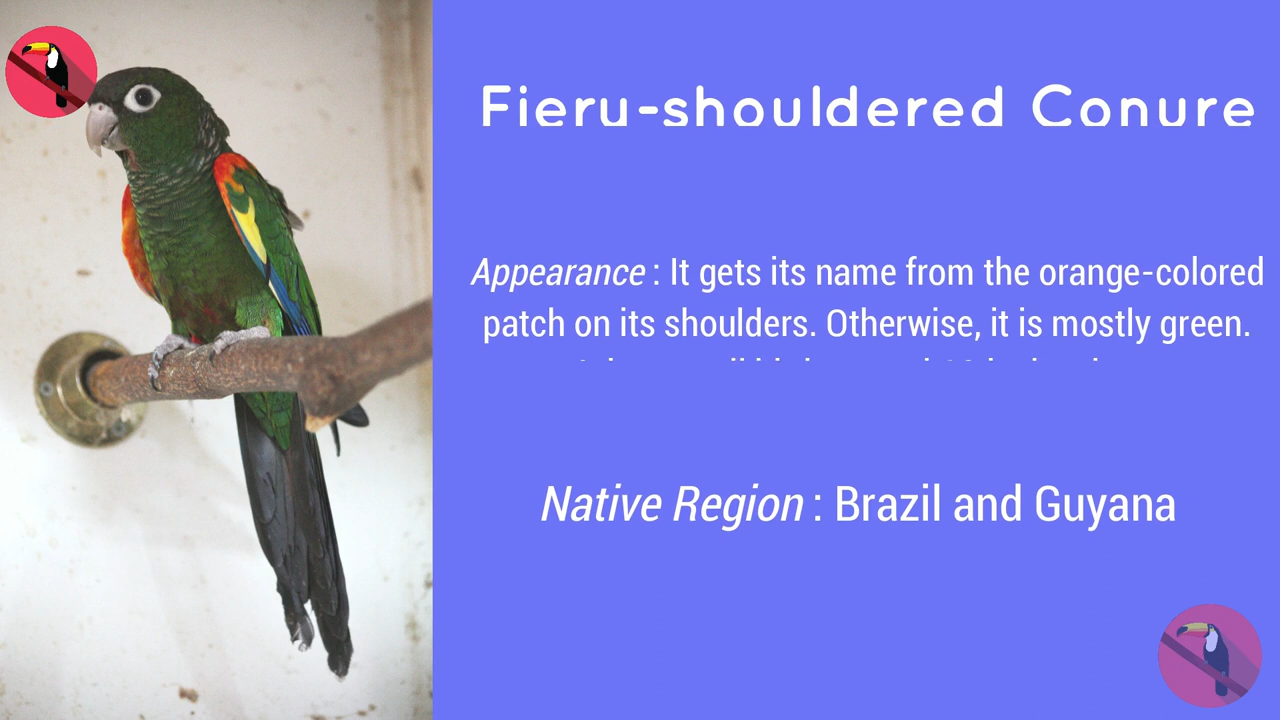 Fieru-shouldered Conure
Appearance : It gets its name from the orange-colored
patch on its shoulders. Otherwise, it is mostly green.
Native Region : Brazil and Guyana